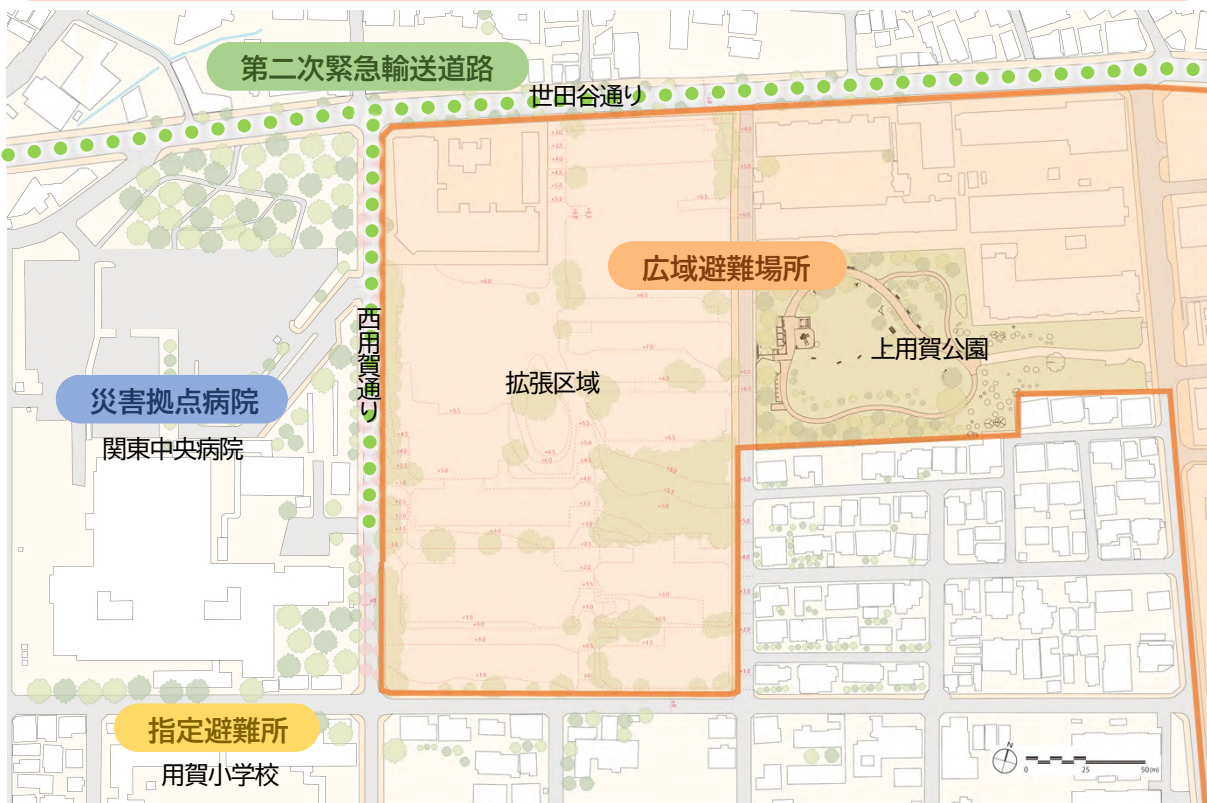 第二次緊急輸送道路
世田谷通り
広域避難場所
西用賀通り
上用賀公園
拡張区域
災害拠点病院
関東中央病院
指定避難所
用賀小学校
N
0 25 50(m)